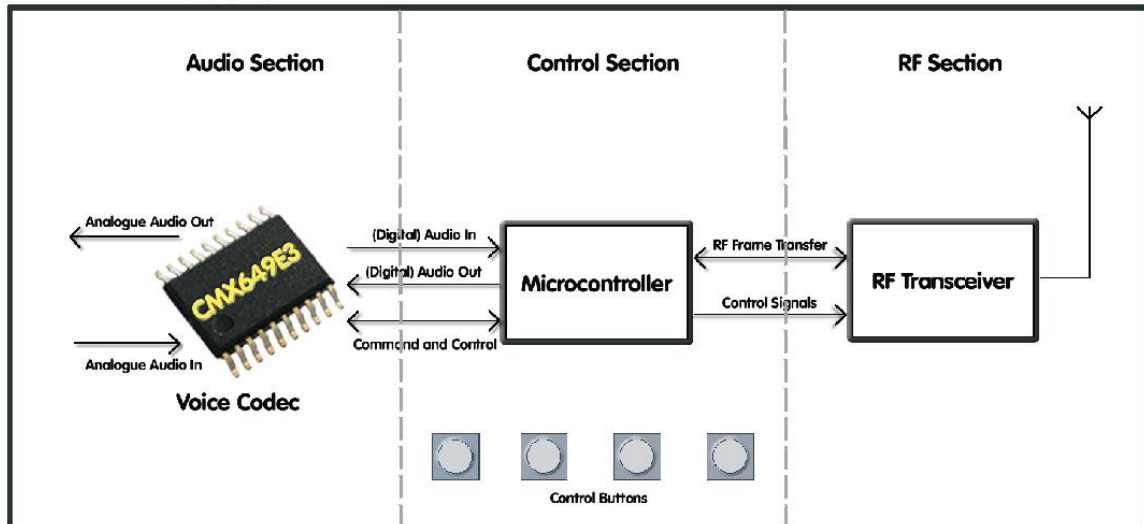 Audio Section
Control Section
RF Section
Analogue Audio Out
(Digital) Audio In
RF Frame Transfer
CMX649E3
(Digital) Audio Out
Microcontroller
RF Transceiver
Control Signals
Command and Control
Analogue Audio In
Voice Codec
Control Buttons